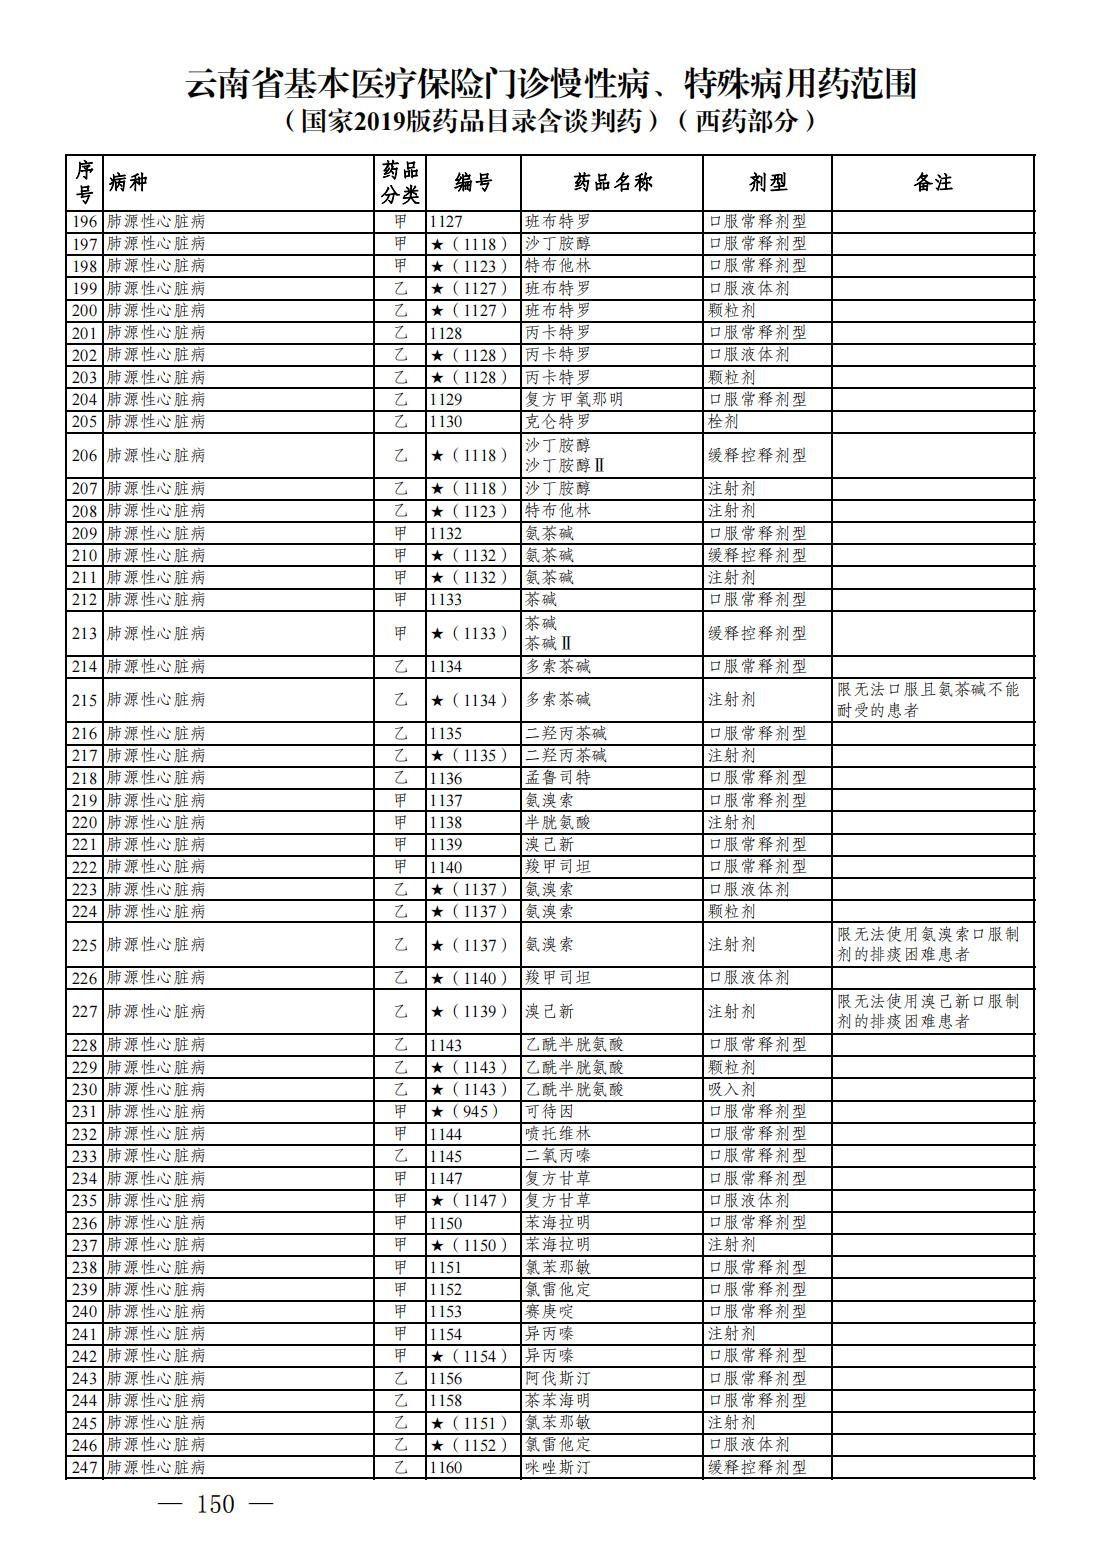 云南省基本医疗保险门诊慢性病、特殊病用药范围
（国家2019版药品目录含谈判药）（西药部分）
序号 病种 药品分类 编号 药品名称 剂型 备注
196 肺源性心脏病 甲 1127 班布特罗 口服常释剂型
197 肺源性心脏病 甲 ★（1118） 沙丁胺醇 口服常释剂型
198 肺源性心脏病 甲 ★（1123） 特布他林 口服常释剂型
199 肺源性心脏病 乙 ★（1127） 班布特罗 口服液体剂
200 肺源性心脏病 乙 ★（1127） 班布特罗 颗粒剂
201 肺源性心脏病 乙 1128 丙卡特罗 口服常释剂型
202 肺源性心脏病 乙 ★（1128） 丙卡特罗 口服液体剂
203 肺源性心脏病 乙 ★（1128） 丙卡特罗 颗粒剂
204 肺源性心脏病 乙 1129 复方甲氧那明 口服常释剂型
205 肺源性心脏病 乙 1130 克仑特罗 栓剂
206 肺源性心脏病 乙 ★（1118） 沙丁胺醇 沙丁胺醇Ⅱ 缓释控释剂型
207 肺源性心脏病 乙 ★（1118） 沙丁胺醇 注射剂
208 肺源性心脏病 乙 ★（1123） 特布他林 注射剂
209 肺源性心脏病 甲 1132 氨茶碱 口服常释剂型
210 肺源性心脏病 甲 ★（1132） 氨茶碱 缓释控释剂型
211 肺源性心脏病 甲 ★（1132） 氨茶碱 注射剂
212 肺源性心脏病 甲 1133 茶碱 口服常释剂型
213 肺源性心脏病 甲 ★（1133） 茶碱 茶碱Ⅱ 缓释控释剂型
214 肺源性心脏病 乙 1134 多索茶碱 口服常释剂型
215 肺源性心脏病 乙 ★（1134） 多索茶碱 注射剂 限无法口服且氨茶碱不能耐受的患者
216 肺源性心脏病 乙 1135 二羟丙茶碱 口服常释剂型
217 肺源性心脏病 乙 ★（1135） 二羟丙茶碱 注射剂
218 肺源性心脏病 乙 1136 孟鲁司特 口服常释剂型
219 肺源性心脏病 甲 1137 氨溴索 口服常释剂型
220 肺源性心脏病 甲 1138 半胱氨酸 注射剂
221 肺源性心脏病 甲 1139 溴己新 口服常释剂型
222 肺源性心脏病 甲 1140 羧甲司坦 口服常释剂型
223 肺源性心脏病 乙 ★（1137） 氨溴索 口服液体剂
224 肺源性心脏病 乙 ★（1137） 氨溴索 颗粒剂
225 肺源性心脏病 乙 ★（1137） 氨溴索 注射剂 限无法使用氨溴索口服制剂的排痰困难患者
226 肺源性心脏病 乙 ★（1140） 羧甲司坦 口服液体剂
227 肺源性心脏病 乙 ★（1139） 溴己新 注射剂 限无法使用溴己新口服制剂的排痰困难患者
228 肺源性心脏病 乙 1143 乙酰半胱氨酸 口服常释剂型
229 肺源性心脏病 乙 ★（1143） 乙酰半胱氨酸 颗粒剂
230 肺源性心脏病 乙 ★（1143） 乙酰半胱氨酸 吸入剂
231 肺源性心脏病 甲 ★（945） 可待因 口服常释剂型
232 肺源性心脏病 甲 1144 喷托维林 口服常释剂型
233 肺源性心脏病 乙 1145 二氧丙嗪 口服常释剂型
234 肺源性心脏病 甲 1147 复方甘草 口服常释剂型
235 肺源性心脏病 甲 ★（1147） 复方甘草 口服液体剂
236 肺源性心脏病 甲 1150 苯海拉明 口服常释剂型
237 肺源性心脏病 甲 ★（1150） 苯海拉明 注射剂
238 肺源性心脏病 甲 1151 氯苯那敏 口服常释剂型
239 肺源性心脏病 甲 1152 氯雷他定 口服常释剂型
240 肺源性心脏病 甲 1153 赛庚啶 口服常释剂型
241 肺源性心脏病 甲 1154 异丙嗪 注射剂
242 肺源性心脏病 甲 ★（1154） 异丙嗪 口服常释剂型
243 肺源性心脏病 乙 1156 阿伐斯汀 口服常释剂型
244 肺源性心脏病 乙 1158 茶苯海明 口服常释剂型
245 肺源性心脏病 乙 ★（1151） 氯苯那敏 注射剂
246 肺源性心脏病 乙 ★（1152） 氯雷他定 口服液体剂
247 肺源性心脏病 乙 1160 咪唑斯汀 缓释控释剂型
— 150 —